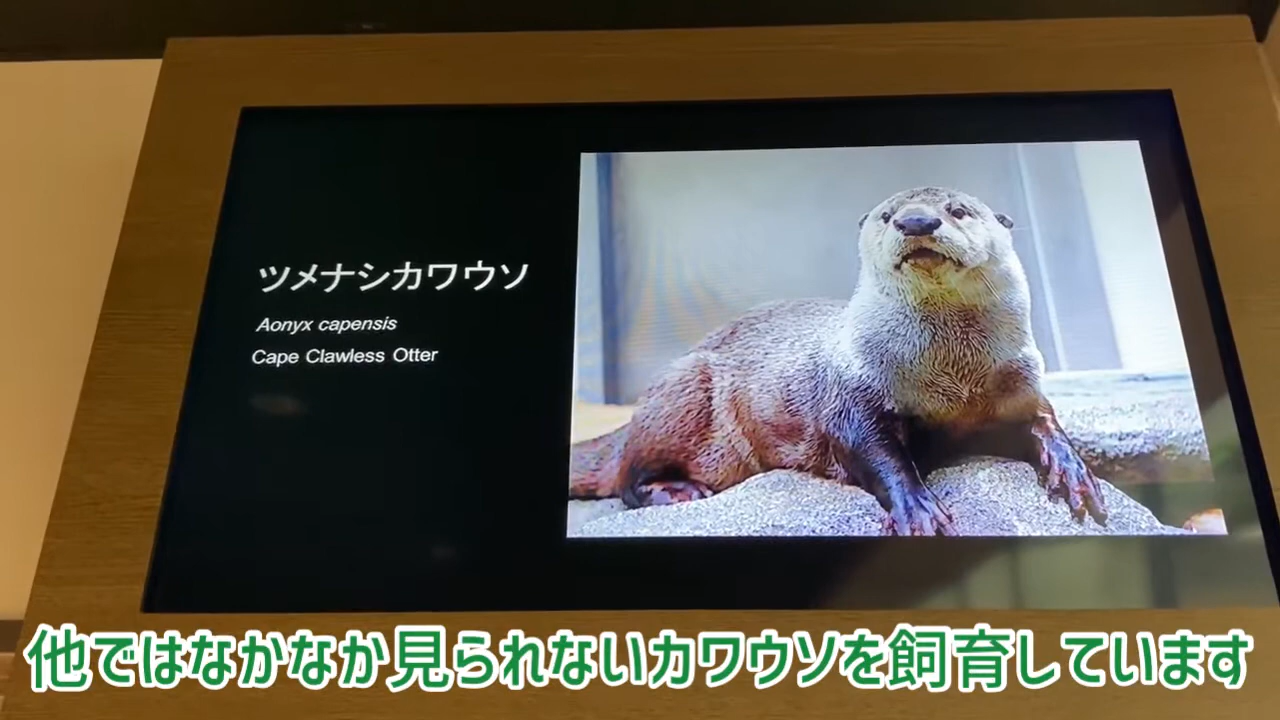 ツメナシカワウソ
Aonyx capensis
Cape Clawless Otter
他ではなかなか見られないカワウソを飼育しています